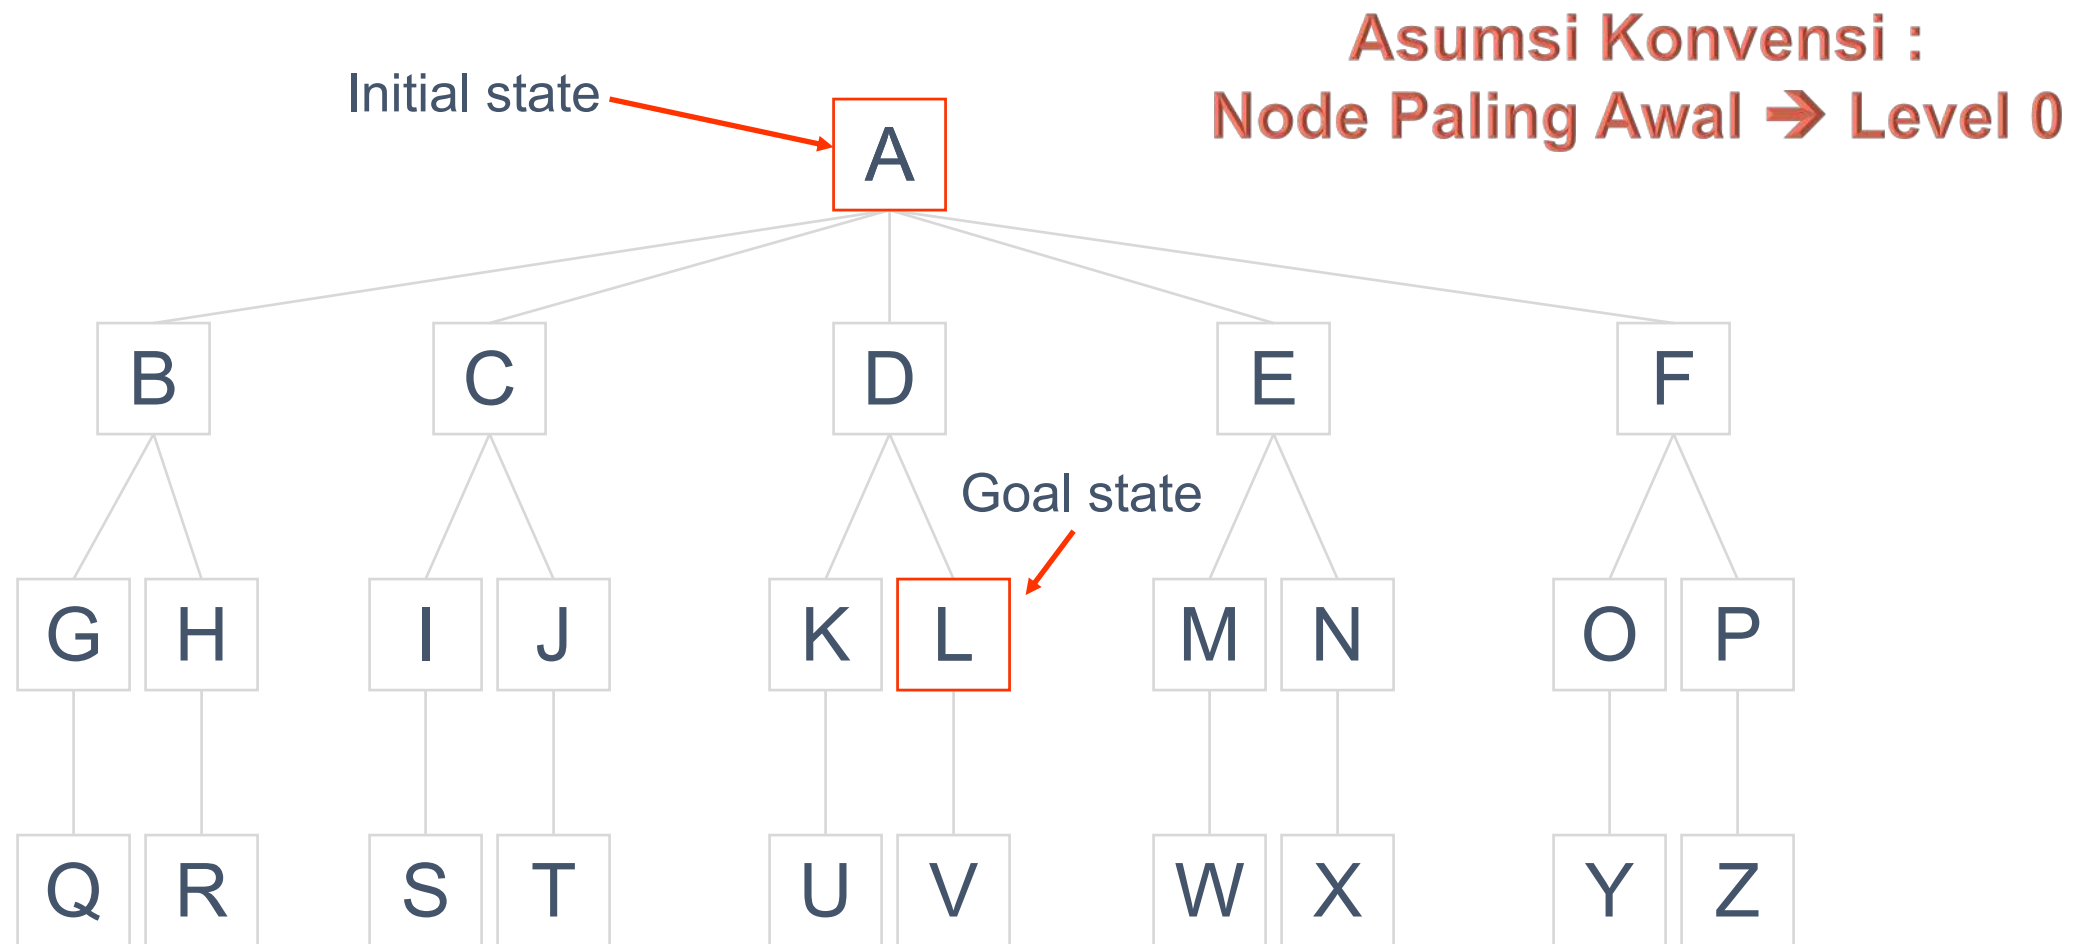 Asumsi Konvensi :
Node Paling Awal ➔ Level 0
Initial state
A
B C D E F
Goal state
G H I J K L M N O P
Q R S T U V W X Y Z